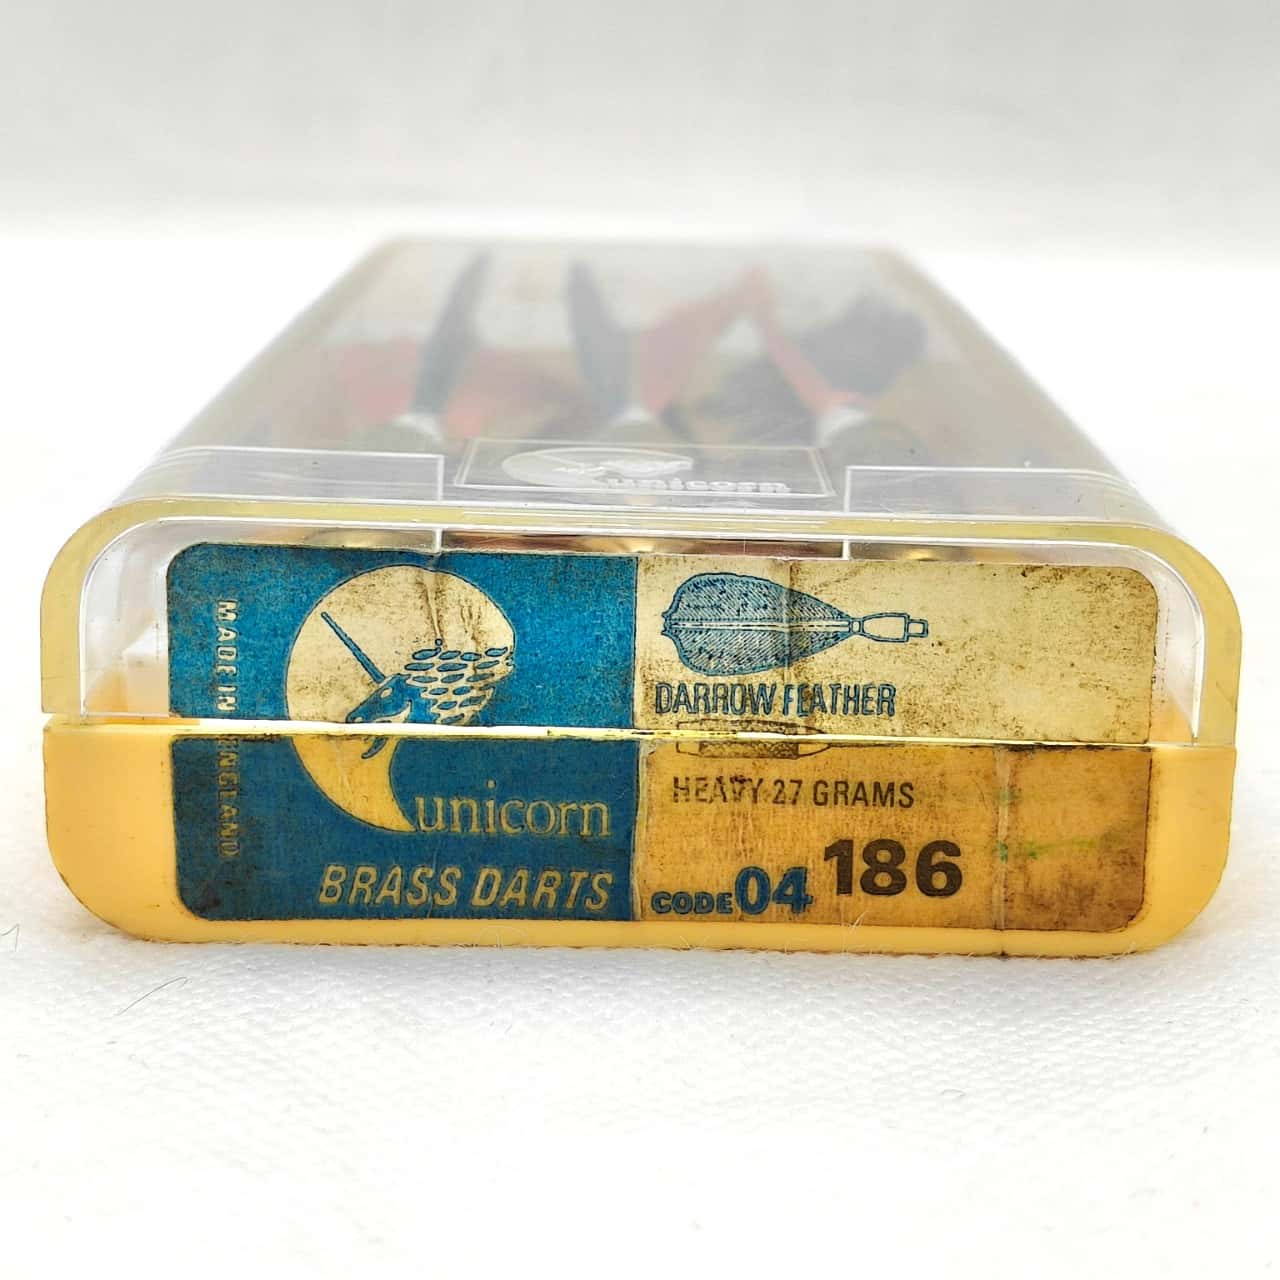 unicorn
MADE IN ENGLAND
unicorn
BRASS DARTS
DARROW FEATHER
HEAVY 27 GRAMS
CODE 04 186